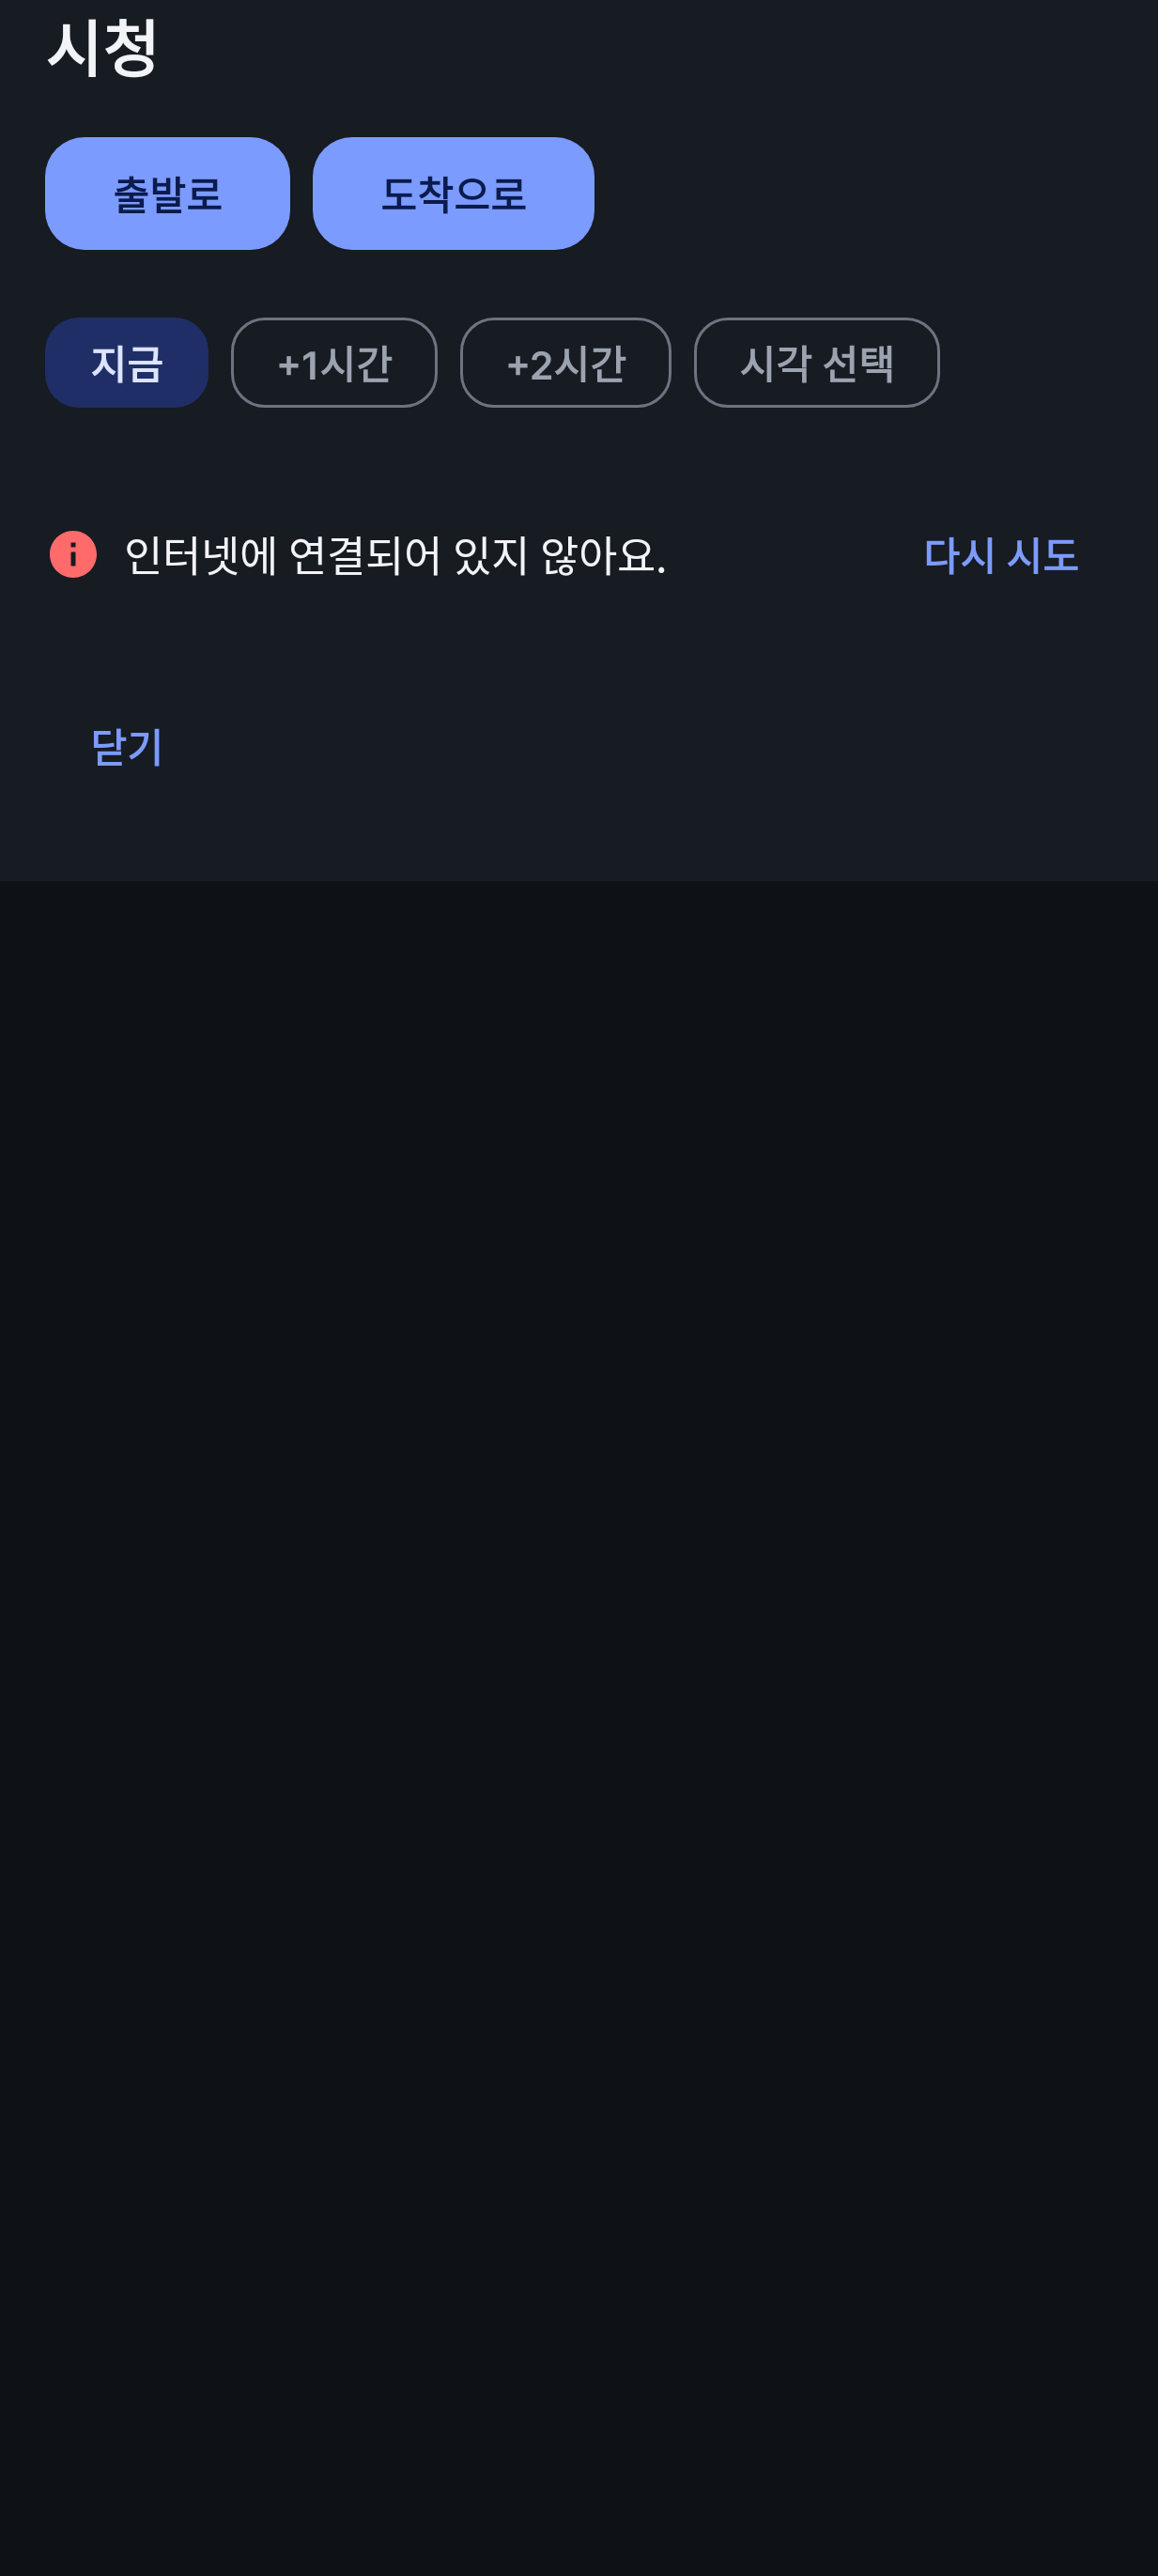 시청
출발로 도착으로
지금 +1시간 +2시간 시각 선택
인터넷에 연결되어 있지 않아요. 다시 시도
닫기